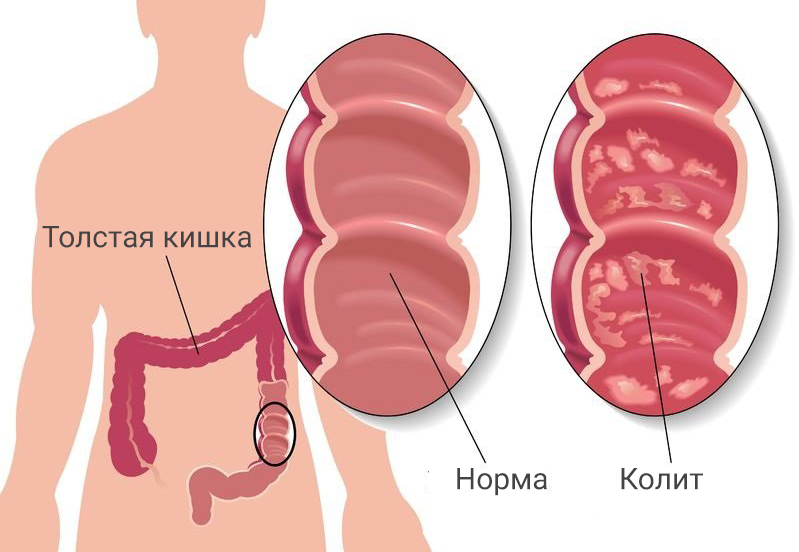 Толстая кишка
Норма
Колит